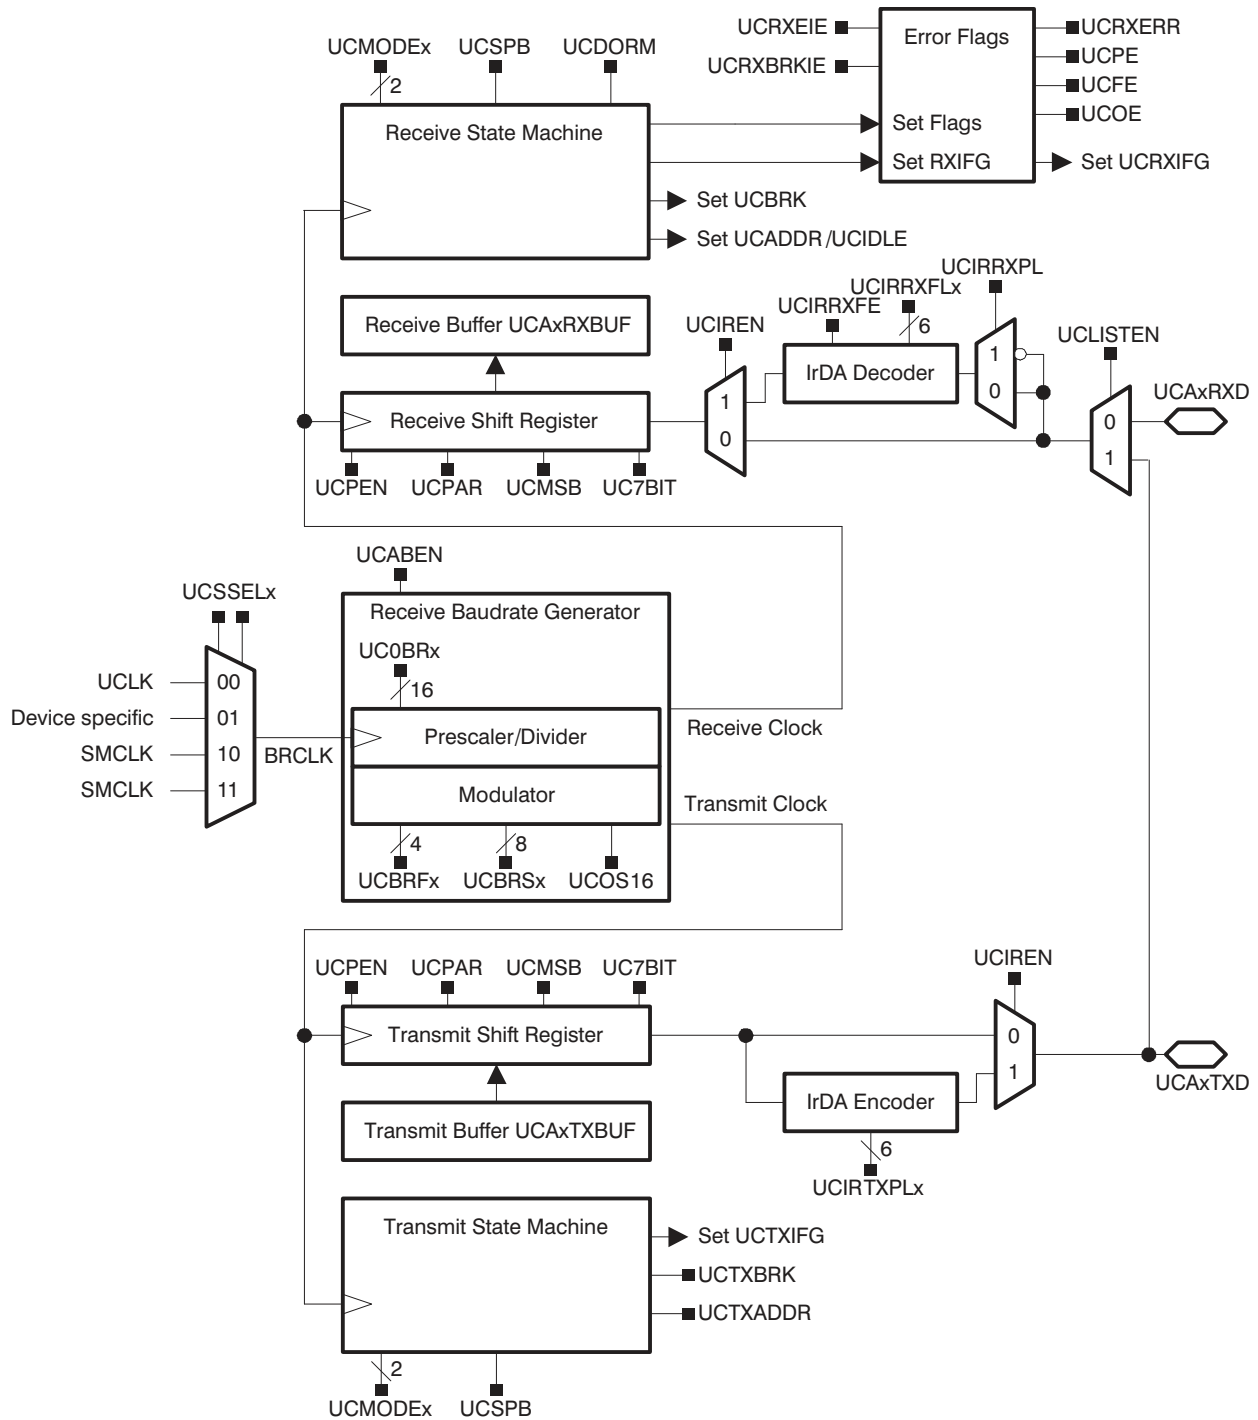 UCMODEx
UCSPB
UCDORM
UCRXEIE
UCRXBRKIE
Error Flags
UCRXERR
UCPE
UCFE
UCOE
2
Receive State Machine
Set Flags
Set RXIFG
Set UCRXIFG
Set UCBRK
Set UCADDR /UCIDLE
Receive Buffer UCAxRXBUF
Receive Shift Register
UCPEN
UCPAR
UCMSB
UC7BIT
UCIREN
1
0
UCIRRXFE
UCIRRXFLx
6
IrDA Decoder
UCIRRXPL
1
0
UCLISTEN
0
1
UCAxRXD
UCABEN
UCSSELx
Receive Baudrate Generator
UC0BRx
16
UCLK
00
Device specific
01
SMCLK
10
SMCLK
11
BRCLK
Prescaler/Divider
Modulator
Receive Clock
Transmit Clock
4
8
UCBRFx
UCBRSx
UCOS16
UCPEN
UCPAR
UCMSB
UC7BIT
UCIREN
Transmit Shift Register
0
1
IrDA Encoder
6
UCIRTXPLx
UCAxTXD
Transmit Buffer UCAxTXBUF
Transmit State Machine
Set UCTXIFG
UCTXBRK
UCTXADDR
2
UCMODEx
UCSPB